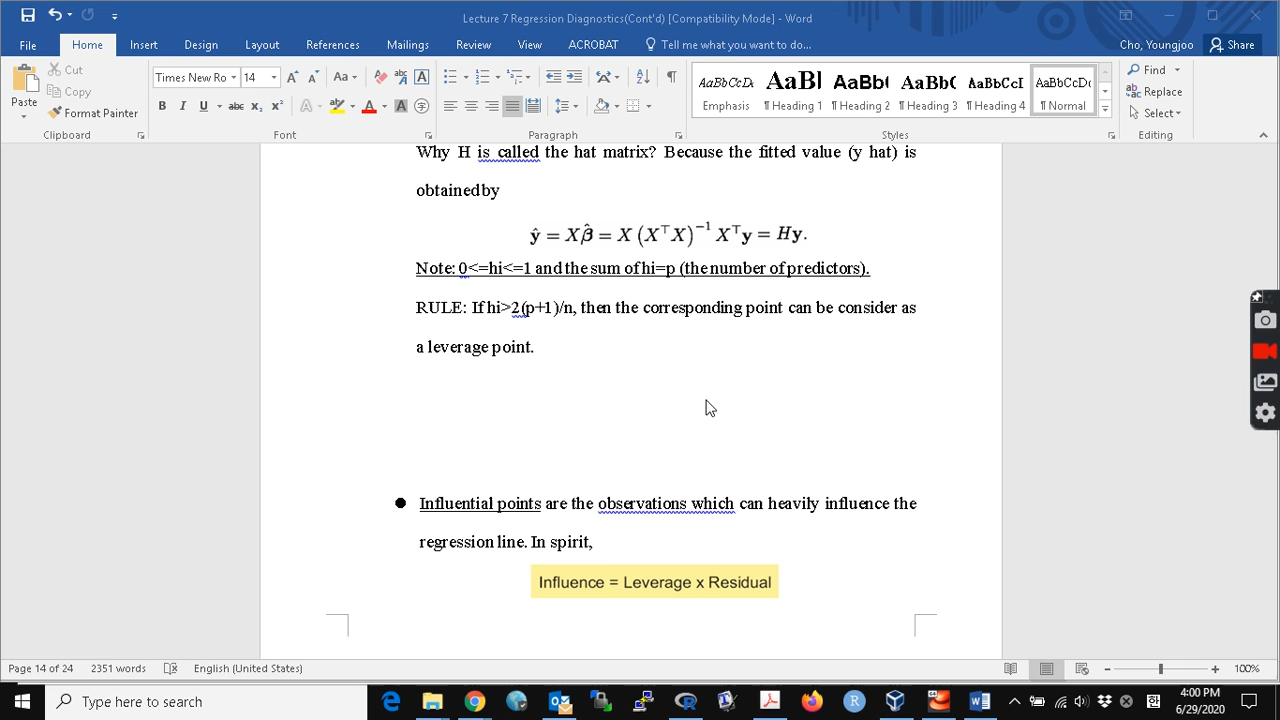 Lecture 7 Regression Diagnostics(Cont'd) [Compatibility Mode] - Word
File Home Insert Design Layout References Mailings Review View ACROBAT Tell me what you want to do... Cho, Youngjoo Share
Paste Cut Copy Format Painter
Times New Ro 14
AaBbCcDc AaBl AaBb( AaBb(c AaBbCcI AaBbCcDc
Emphasis ¶ Heading 1 ¶ Heading 2 ¶ Heading 3 ¶ Heading 4 ¶ Normal
Find Replace Select
Clipboard Font Paragraph Styles Editing
Why H is called the hat matrix? Because the fitted value (y hat) is
obtained by
ŷ = Xβ̂ = X (X⊤X)⁻¹ X⊤y = Hy.
Note: 0<=hi<=1 and the sum of hi=p (the number of predictors).
RULE: If hi>2(p+1)/n, then the corresponding point can be consider as
a leverage point.
● Influential points are the observations which can heavily influence the
regression line. In spirit,
Influence = Leverage x Residual
Page 14 of 24 2351 words English (United States) 100%
Type here to search
4:00 PM
6/29/2020